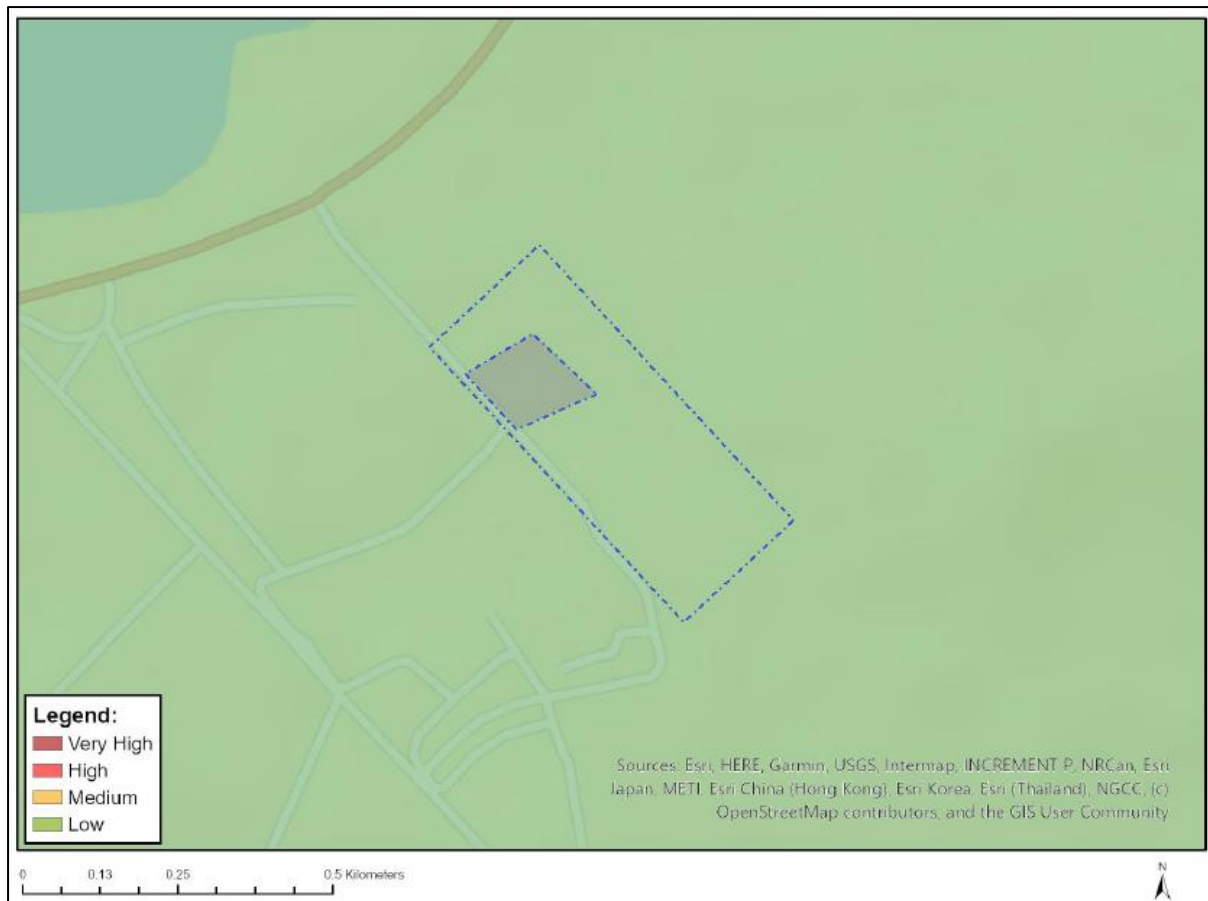 Legend:
Very High
High
Medium
Low
Sources: Esri, HERE, Garmin, USGS, Intermap, INCREMENT P, NRCan, Esri
Japan, METI, Esri China (Hong Kong), Esri Korea, Esri (Thailand), NGCC, (c)
OpenStreetMap contributors, and the GIS User Community
0 0.13 0.25 0.5 Kilometers
N